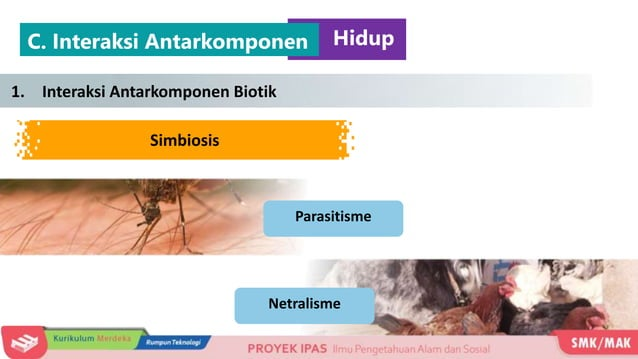 C. Interaksi Antarkomponen Hidup
1. Interaksi Antarkomponen Biotik
Simbiosis
Parasitisme
Netralisme
Kurikulum Merdeka
Rumpun Teknologi
PROYEK IPAS Ilmu Pengetahuan Alam dan Sosial
SMK/MAK